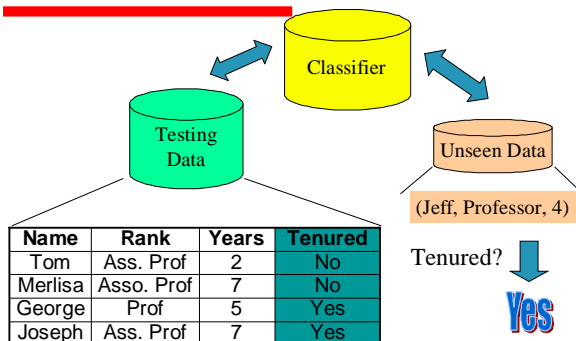 Classifier
Testing
Data
Unseen Data
(Jeff, Professor, 4)
Name Rank Years Tenured
Tom Ass. Prof 2 No
Merlisa Asso. Prof 7 No
George Prof 5 Yes
Joseph Ass. Prof 7 Yes
Tenured?
Yes